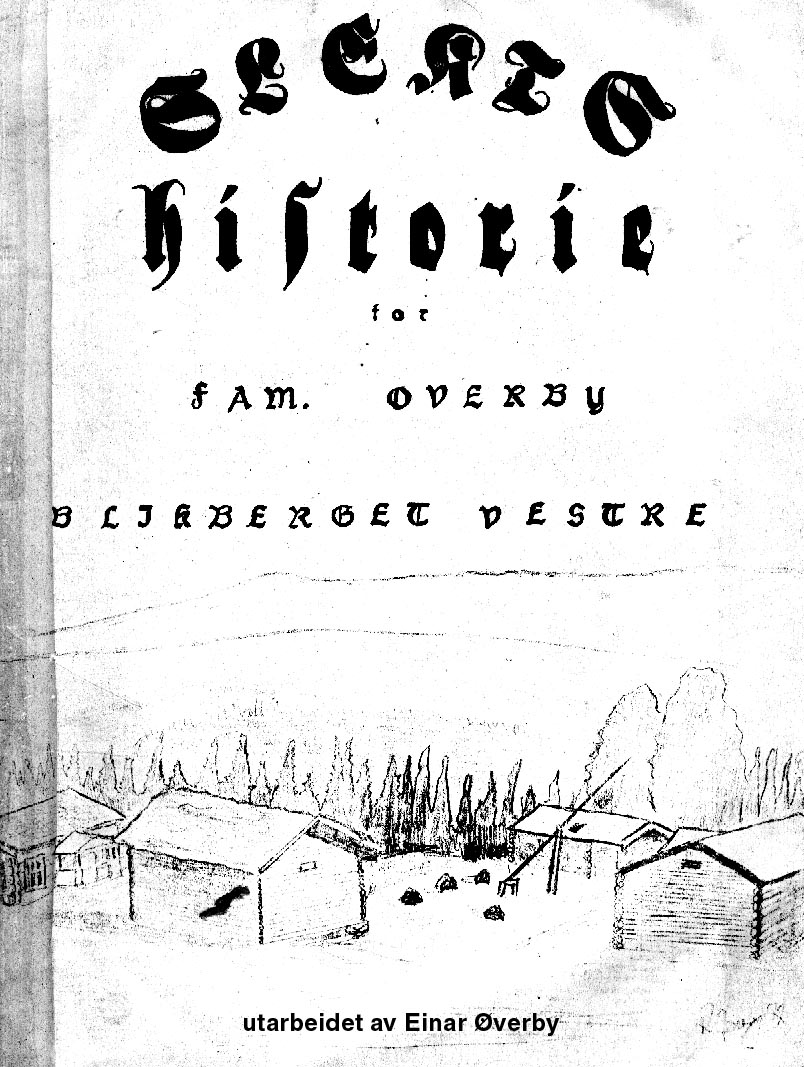 SLEKTS
historie
for
FAM. OVERBY
BLIKBERGET VESTRE
utarbeidet av Einar Øverby